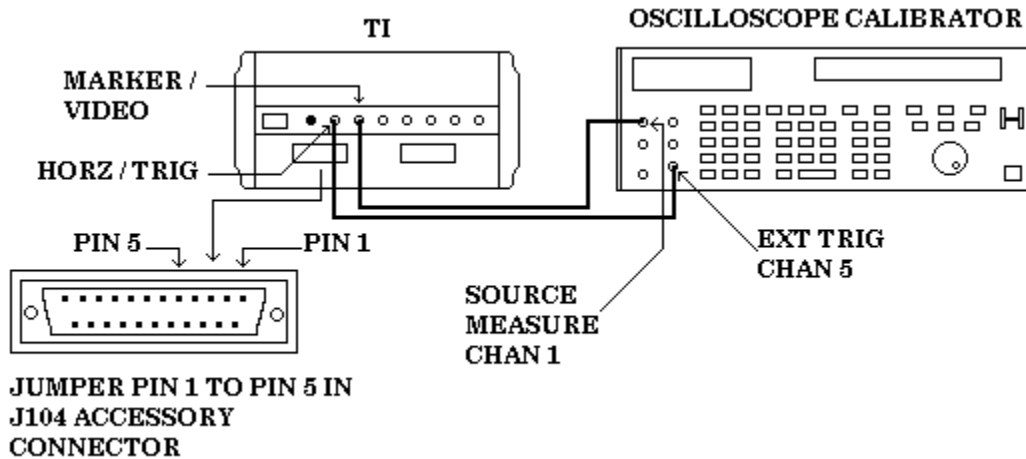 OSCILLOSCOPE CALIBRATOR
TI
MARKER /
VIDEO
HORZ / TRIG
PIN 5
PIN 1
EXT TRIG
CHAN 5
SOURCE
MEASURE
CHAN 1
JUMPER PIN 1 TO PIN 5 IN
J104 ACCESSORY
CONNECTOR